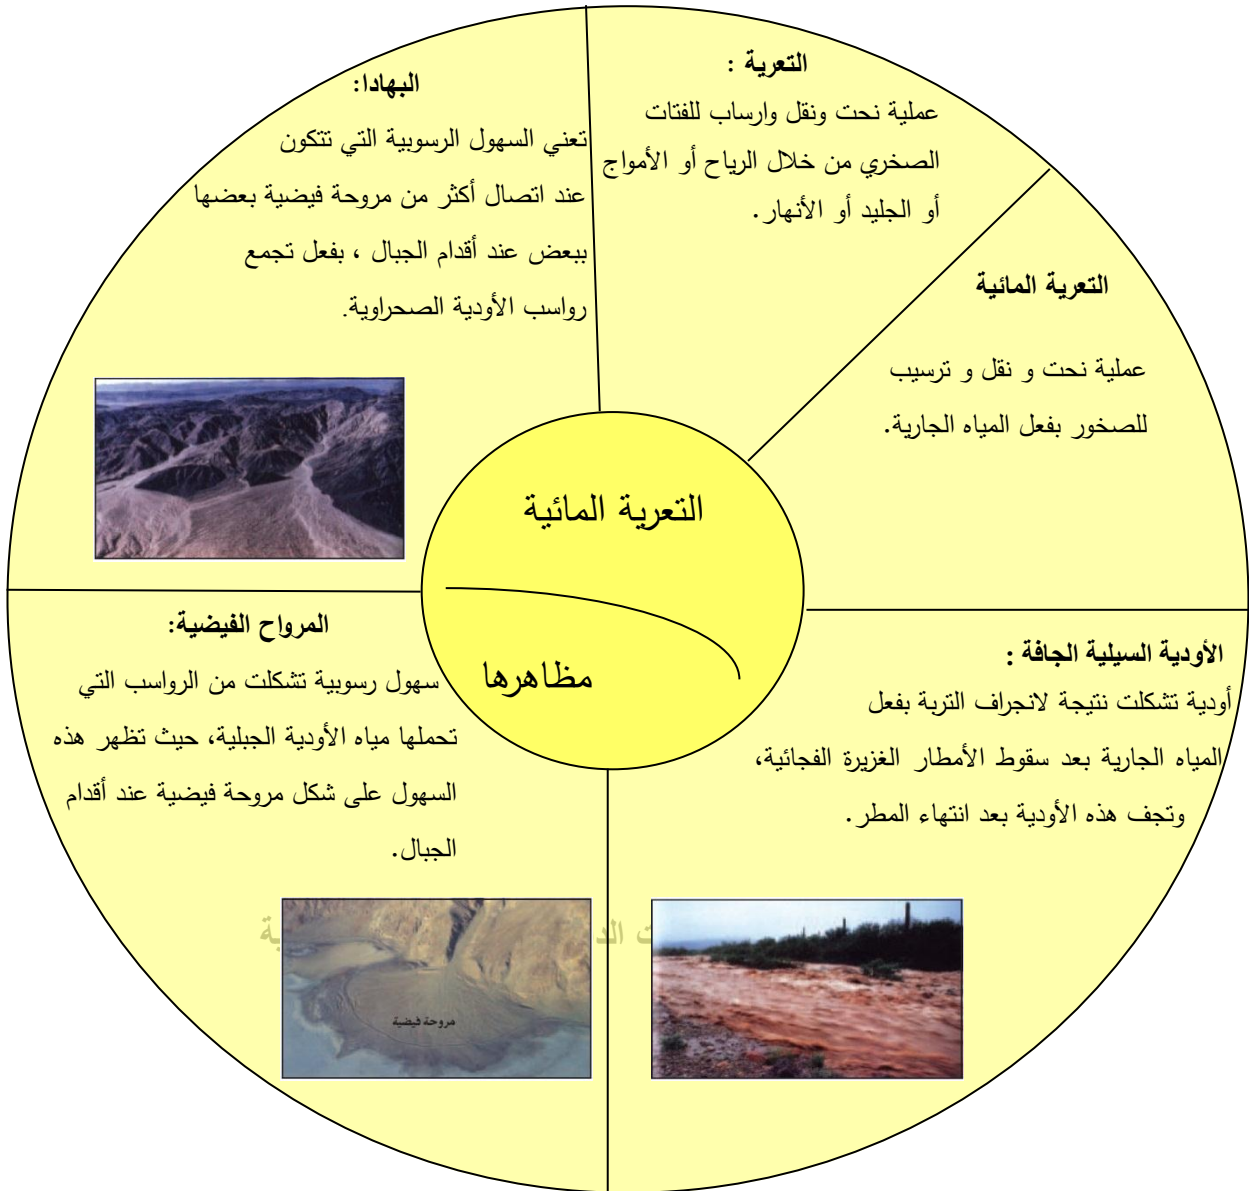 التعرية :
عملية نحت ونقل وارساب للفتات
الصخري من خلال الرياح أو الأمواج
أو الجليد أو الأنهار.
التعرية المائية
عملية نحت و نقل و ترسيب
للصخور بفعل المياه الجارية.
الأودية السيلية الجافة :
أودية تشكلت نتيجة لانجراف التربة بفعل
المياه الجارية بعد سقوط الأمطار الغزيرة الفجائية،
وتجف هذه الأودية بعد انتهاء المطر.
المرواح الفيضية:
سهول رسوبية تشكلت من الرواسب التي
تحملها مياه الأودية الجبلية، حيث تظهر هذه
السهول على شكل مروحة فيضية عند أقدام
الجبال.
مروحة فيضية
البهادا:
تعني السهول الرسوبية التي تتكون
عند اتصال أكثر من مروحة فيضية بعضها
ببعض عند أقدام الجبال ، بفعل تجمع
رواسب الأودية الصحراوية.
التعرية المائية
مظاهرها